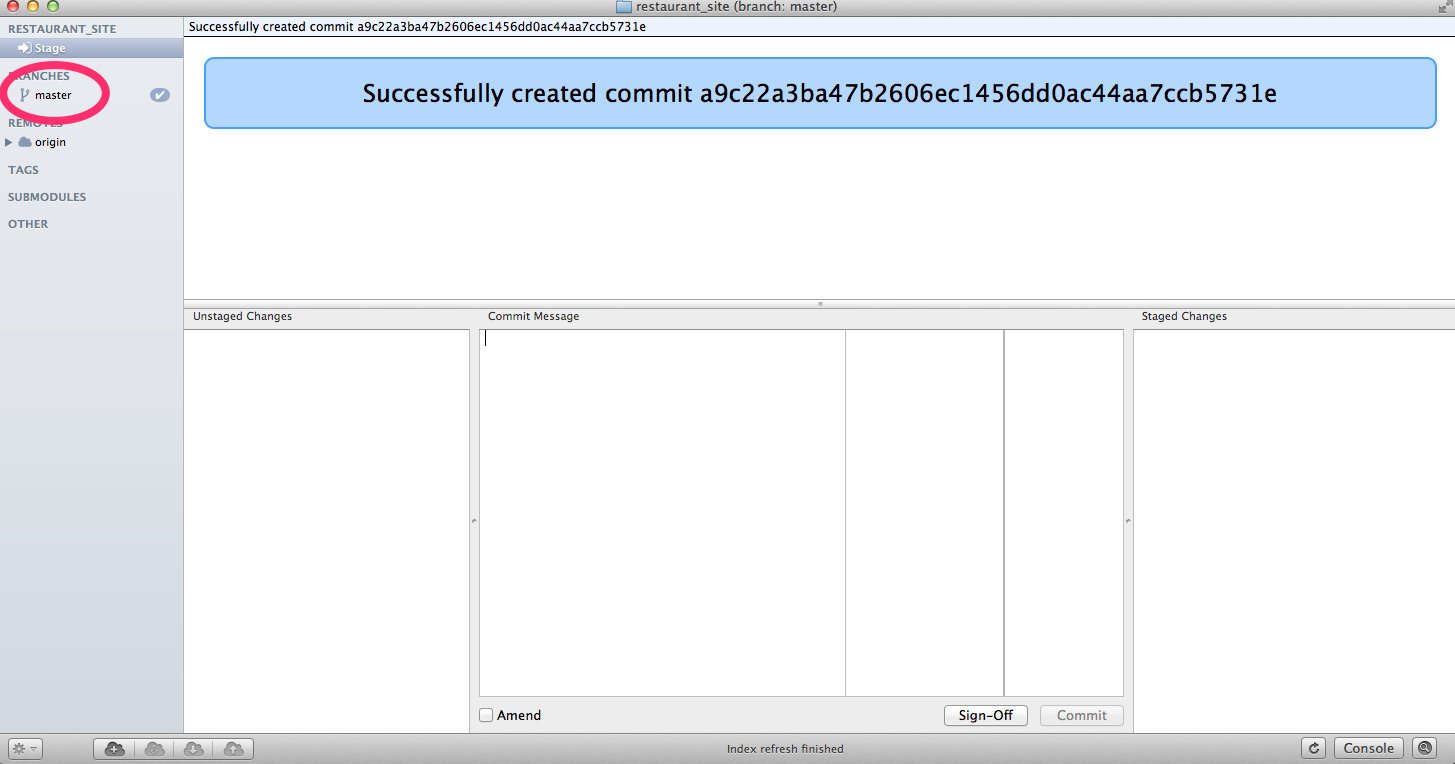 restaurant_site (branch: master)
RESTAURANT_SITE
Stage
BRANCHES
master
REMOTES
origin
TAGS
SUBMODULES
OTHER
Successfully created commit a9c22a3ba47b2606ec1456dd0ac44aa7ccb5731e
Successfully created commit a9c22a3ba47b2606ec1456dd0ac44aa7ccb5731e
Unstaged Changes
Commit Message
Staged Changes
Amend
Sign-Off
Commit
Index refresh finished
Console